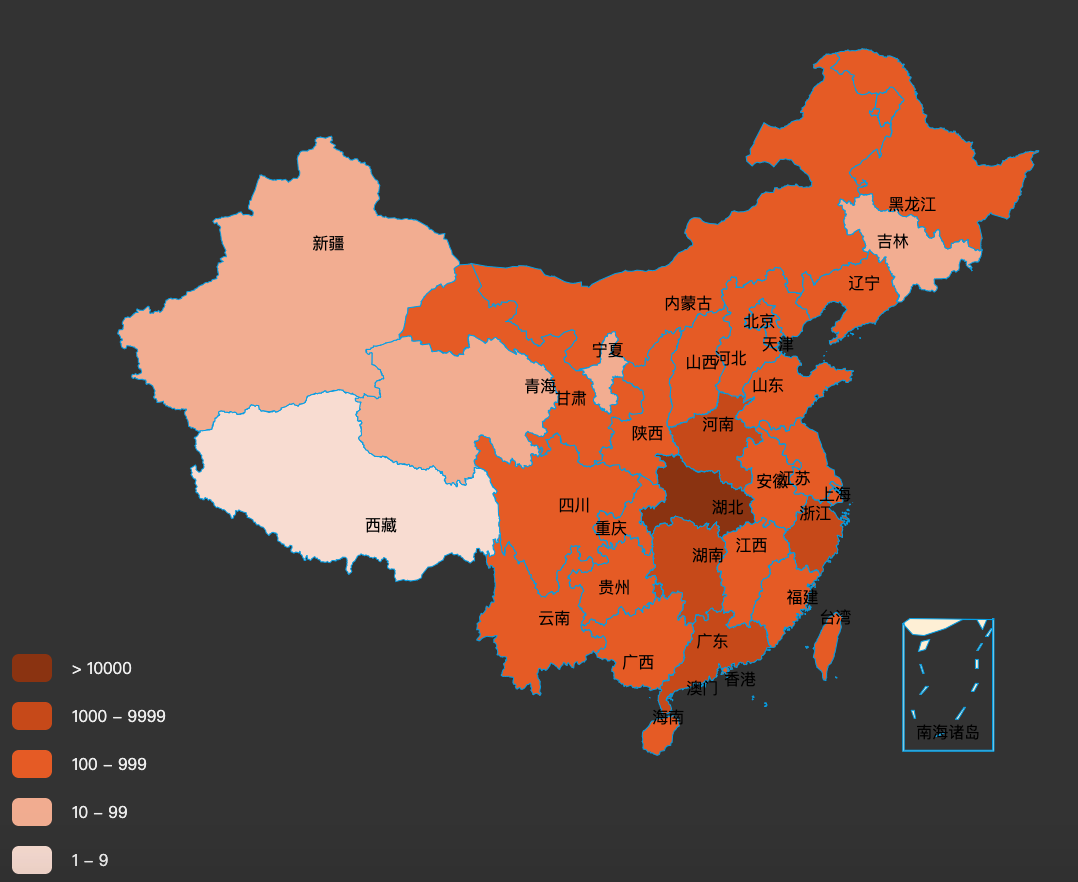 黑龙江
吉林
新疆
辽宁
内蒙古
北京
天津
宁夏
山西
河北
青海
甘肃
山东
河南
陕西
安徽
江苏
上海
四川
湖北
浙江
西藏
重庆
江西
湖南
贵州
福建
云南
台湾
广东
广西
香港
澳门
海南
南海诸岛
> 10000
1000 – 9999
100 – 999
10 – 99
1 – 9